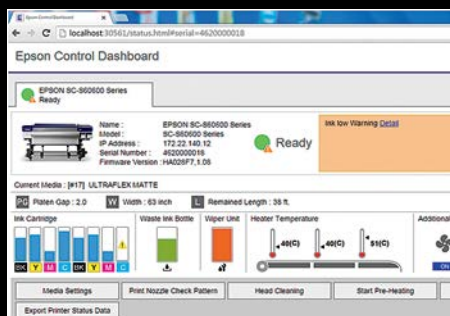 Epson Control Dashboard
localhost:30561/status.html#serial=4620000018
Epson Control Dashboard
EPSON SC-S60600 Series
Ready
Name : EPSON SC-S60600 Series
Model : SC-S60600 Series
IP Address : 172.22.140.12
Serial Number : 4620000018
Firmware Version : HA026F7,1.08
Ready
Ink low Warning Detail
Current Media : [#17] ULTRAFLEX MATTE
PG Platen Gap : 2.0 W Width : 63 inch L Remained Length : 38 ft.
Ink Cartridge Waste Ink Bottle Wiper Unit Heater Temperature Additional
40(C) 40(C) 51(C)
BK Y M C BK Y M C
ON
Media Settings Print Nozzle Check Pattern Head Cleaning Start Pre-Heating
Export Printer Status Data